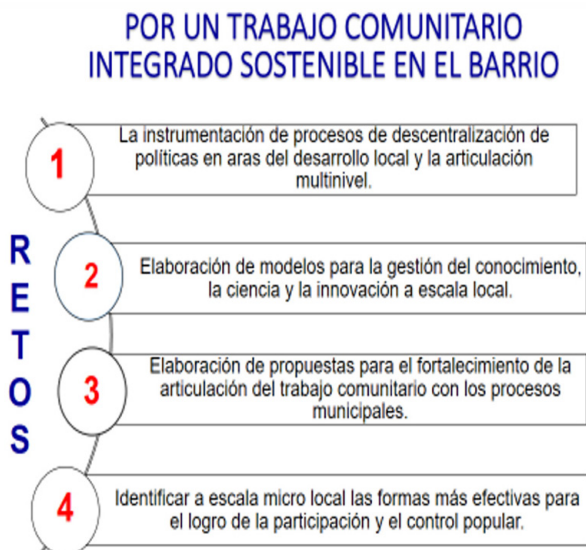 POR UN TRABAJO COMUNITARIO
INTEGRADO SOSTENIBLE EN EL BARRIO
RETOS
1
La instrumentación de procesos de descentralización de
políticas en aras del desarrollo local y la articulación
multinivel.
2
Elaboración de modelos para la gestión del conocimiento,
la ciencia y la innovación a escala local.
3
Elaboración de propuestas para el fortalecimiento de la
articulación del trabajo comunitario con los procesos
municipales.
4
Identificar a escala micro local las formas más efectivas para
el logro de la participación y el control popular.